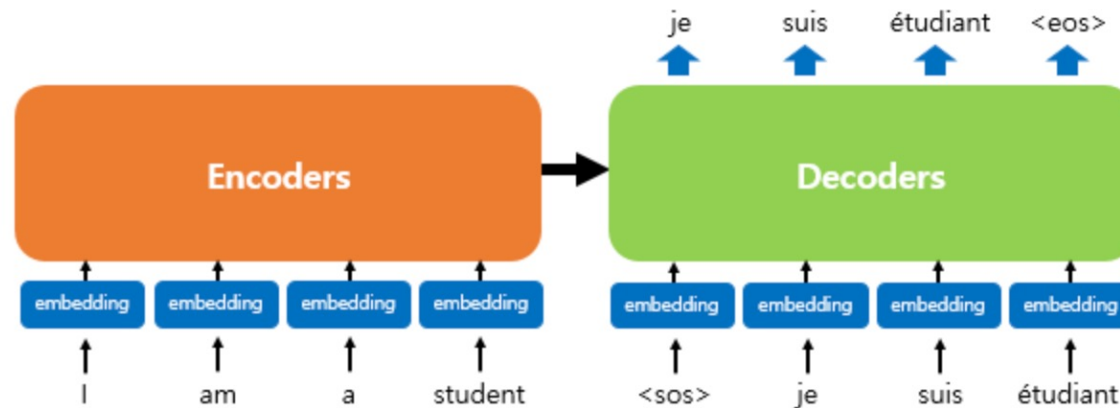 je suis étudiant <eos>
Encoders Decoders
embedding embedding embedding embedding embedding embedding embedding embedding
I am a student <sos> je suis étudiant